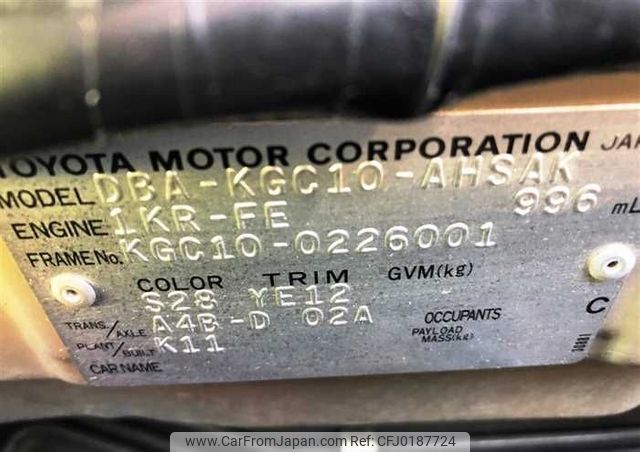 TOYOTA MOTOR CORPORATION JAP
MODEL DBA-KGC10-AHSAK
ENGINE 1KR-FE 996 mL
FRAME No. KGC10-0226001
COLOR TRIM GVM(kg)
S28 YE12
TRANS./AXLE A4B-D 02A OCCUPANTS C
PLANT/BUILT K11 PAYLOAD MASS(kg)
CAR NAME
www.CarFromJapan.com - CFJ0187724